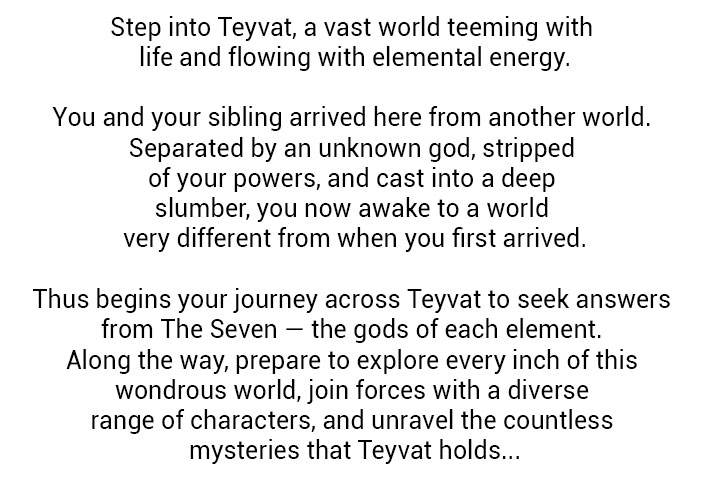 Step into Teyvat, a vast world teeming with
life and flowing with elemental energy.
You and your sibling arrived here from another world.
Separated by an unknown god, stripped
of your powers, and cast into a deep
slumber, you now awake to a world
very different from when you first arrived.
Thus begins your journey across Teyvat to seek answers
from The Seven — the gods of each element.
Along the way, prepare to explore every inch of this
wondrous world, join forces with a diverse
range of characters, and unravel the countless
mysteries that Teyvat holds...